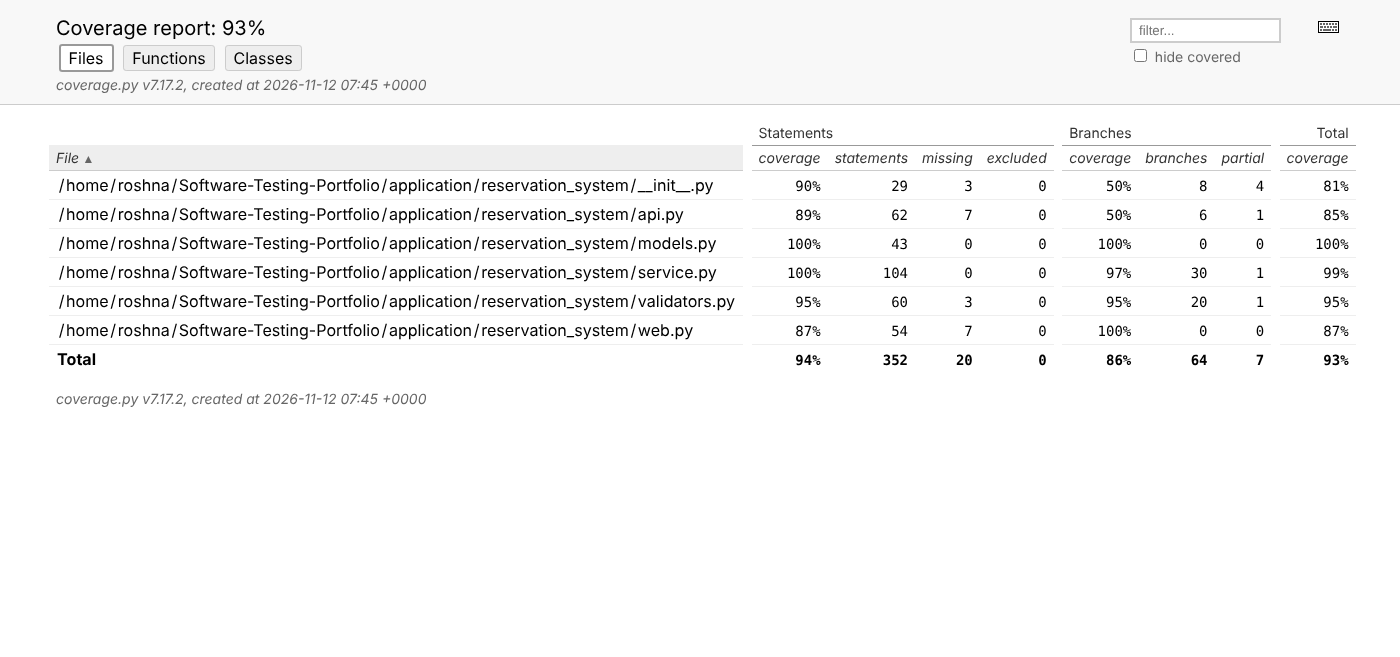 Coverage report: 93%
filter...
Files Functions Classes
hide covered
coverage.py v7.17.2, created at 2026-11-12 07:45 +0000
Statements Branches Total
File ▲ coverage statements missing excluded coverage branches partial coverage
/home/roshna/Software-Testing-Portfolio/application/reservation_system/__init__.py 90% 29 3 0 50% 8 4 81%
/home/roshna/Software-Testing-Portfolio/application/reservation_system/api.py 89% 62 7 0 50% 6 1 85%
/home/roshna/Software-Testing-Portfolio/application/reservation_system/models.py 100% 43 0 0 100% 0 0 100%
/home/roshna/Software-Testing-Portfolio/application/reservation_system/service.py 100% 104 0 0 97% 30 1 99%
/home/roshna/Software-Testing-Portfolio/application/reservation_system/validators.py 95% 60 3 0 95% 20 1 95%
/home/roshna/Software-Testing-Portfolio/application/reservation_system/web.py 87% 54 7 0 100% 0 0 87%
Total 94% 352 20 0 86% 64 7 93%
coverage.py v7.17.2, created at 2026-11-12 07:45 +0000